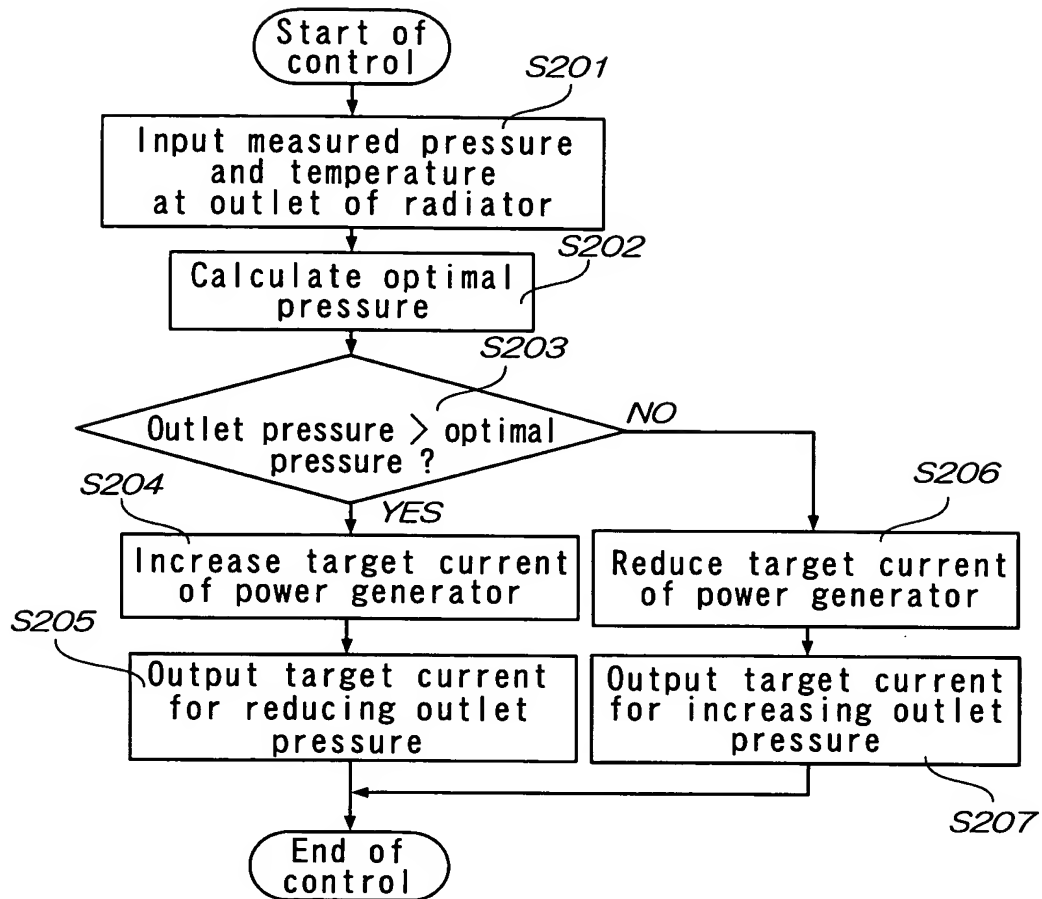 Start of
control
S201
Input measured pressure
and temperature
at outlet of radiator
S202
Calculate optimal
pressure
S203
Outlet pressure > optimal
pressure ?
NO
YES
S204
Increase target current
of power generator
S206
Reduce target current
of power generator
S205
Output target current
for reducing outlet
pressure
Output target current
for increasing outlet
pressure
S207
End of
control